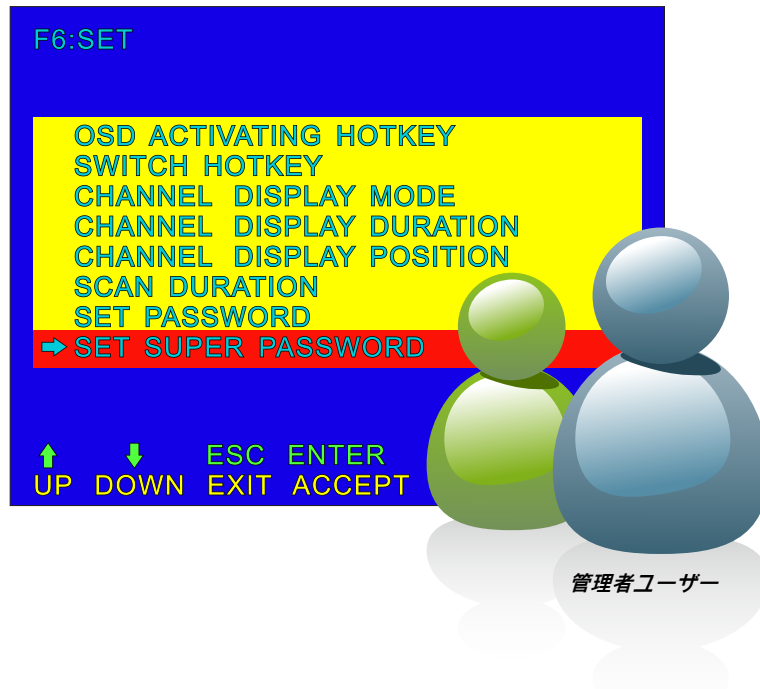 F6:SET
OSD ACTIVATING HOTKEY
SWITCH HOTKEY
CHANNEL DISPLAY MODE
CHANNEL DISPLAY DURATION
CHANNEL DISPLAY POSITION
SCAN DURATION
SET PASSWORD
SET SUPER PASSWORD
ESC ENTER
UP DOWN EXIT ACCEPT
管理者ユーザー